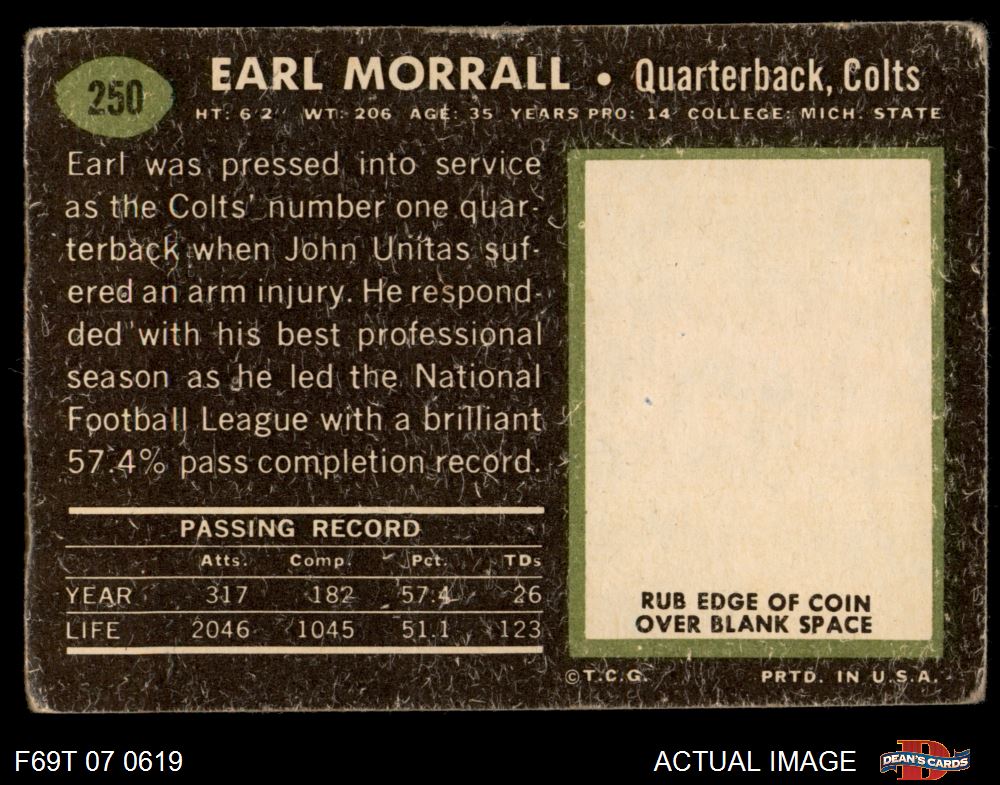 250
EARL MORRALL • Quarterback, Colts
HT: 6'2" WT: 206 AGE: 35 YEARS PRO: 14 COLLEGE: MICH. STATE
Earl was pressed into service
as the Colts' number one quar-
terback when John Unitas suf-
ered an arm injury. He respond-
ded with his best professional
season as he led the National
Football League with a brilliant
57.4% pass completion record.
PASSING RECORD
Atts. Comp. Pct. TDs
YEAR 317 182 57.4 26
LIFE 2046 1045 51.1 123
RUB EDGE OF COIN
OVER BLANK SPACE
©T.C.G. PRTD. IN U.S.A.
F69T 07 0619
ACTUAL IMAGE
D
DEAN'S CARDS